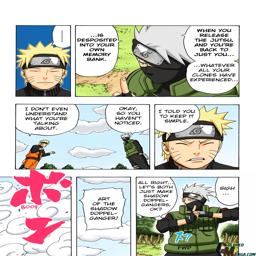 WHEN YOU
RELEASE
THE JUTSU,
AND YOU'RE
BACK TO
JUST YOU...
...WHATEVER
ALL YOUR
CLONES HAVE
EXPERIENCED...
...IS
DESPOSITED
INTO YOUR
OWN
MEMORY
BANK.
I TOLD YOU
TO KEEP IT
SIMPLE.
OKAY,
SO YOU
HAVEN'T
NOTICED.
I DON'T EVEN
UNDERSTAND
WHAT YOU'RE
TALKING
ABOUT.
SIGH...
ALL RIGHT,
LET'S BOTH
JUST MAKE
SHADOW
DOPPEL-
GANGERS,
OK?
FWO
ART
OF THE
SHADOW
DOPPEL-
GANGER!
ボン
BOOF